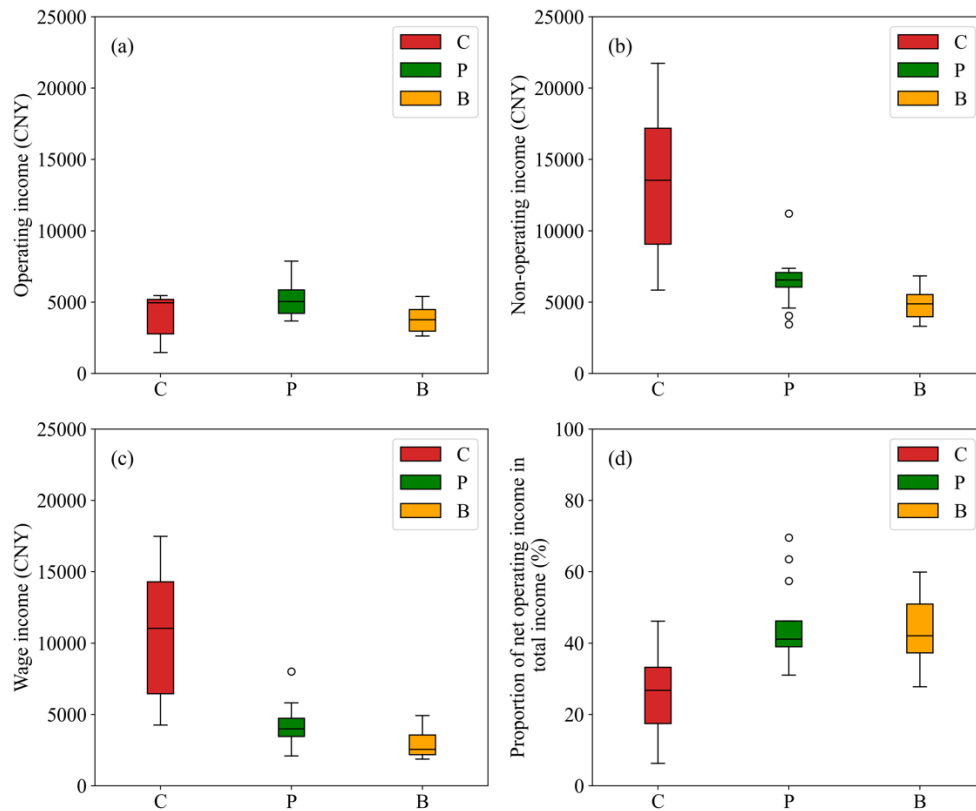 (a)
C
P
B
25000
20000
15000
10000
5000
0
Operating income (CNY)
C P B
(b)
C
P
B
25000
20000
15000
10000
5000
0
Non-operating income (CNY)
C P B
(c)
C
P
B
25000
20000
15000
10000
5000
0
Wage income (CNY)
C P B
(d)
C
P
B
100
80
60
40
20
0
Proportion of net operating income in
total income (%)
C P B